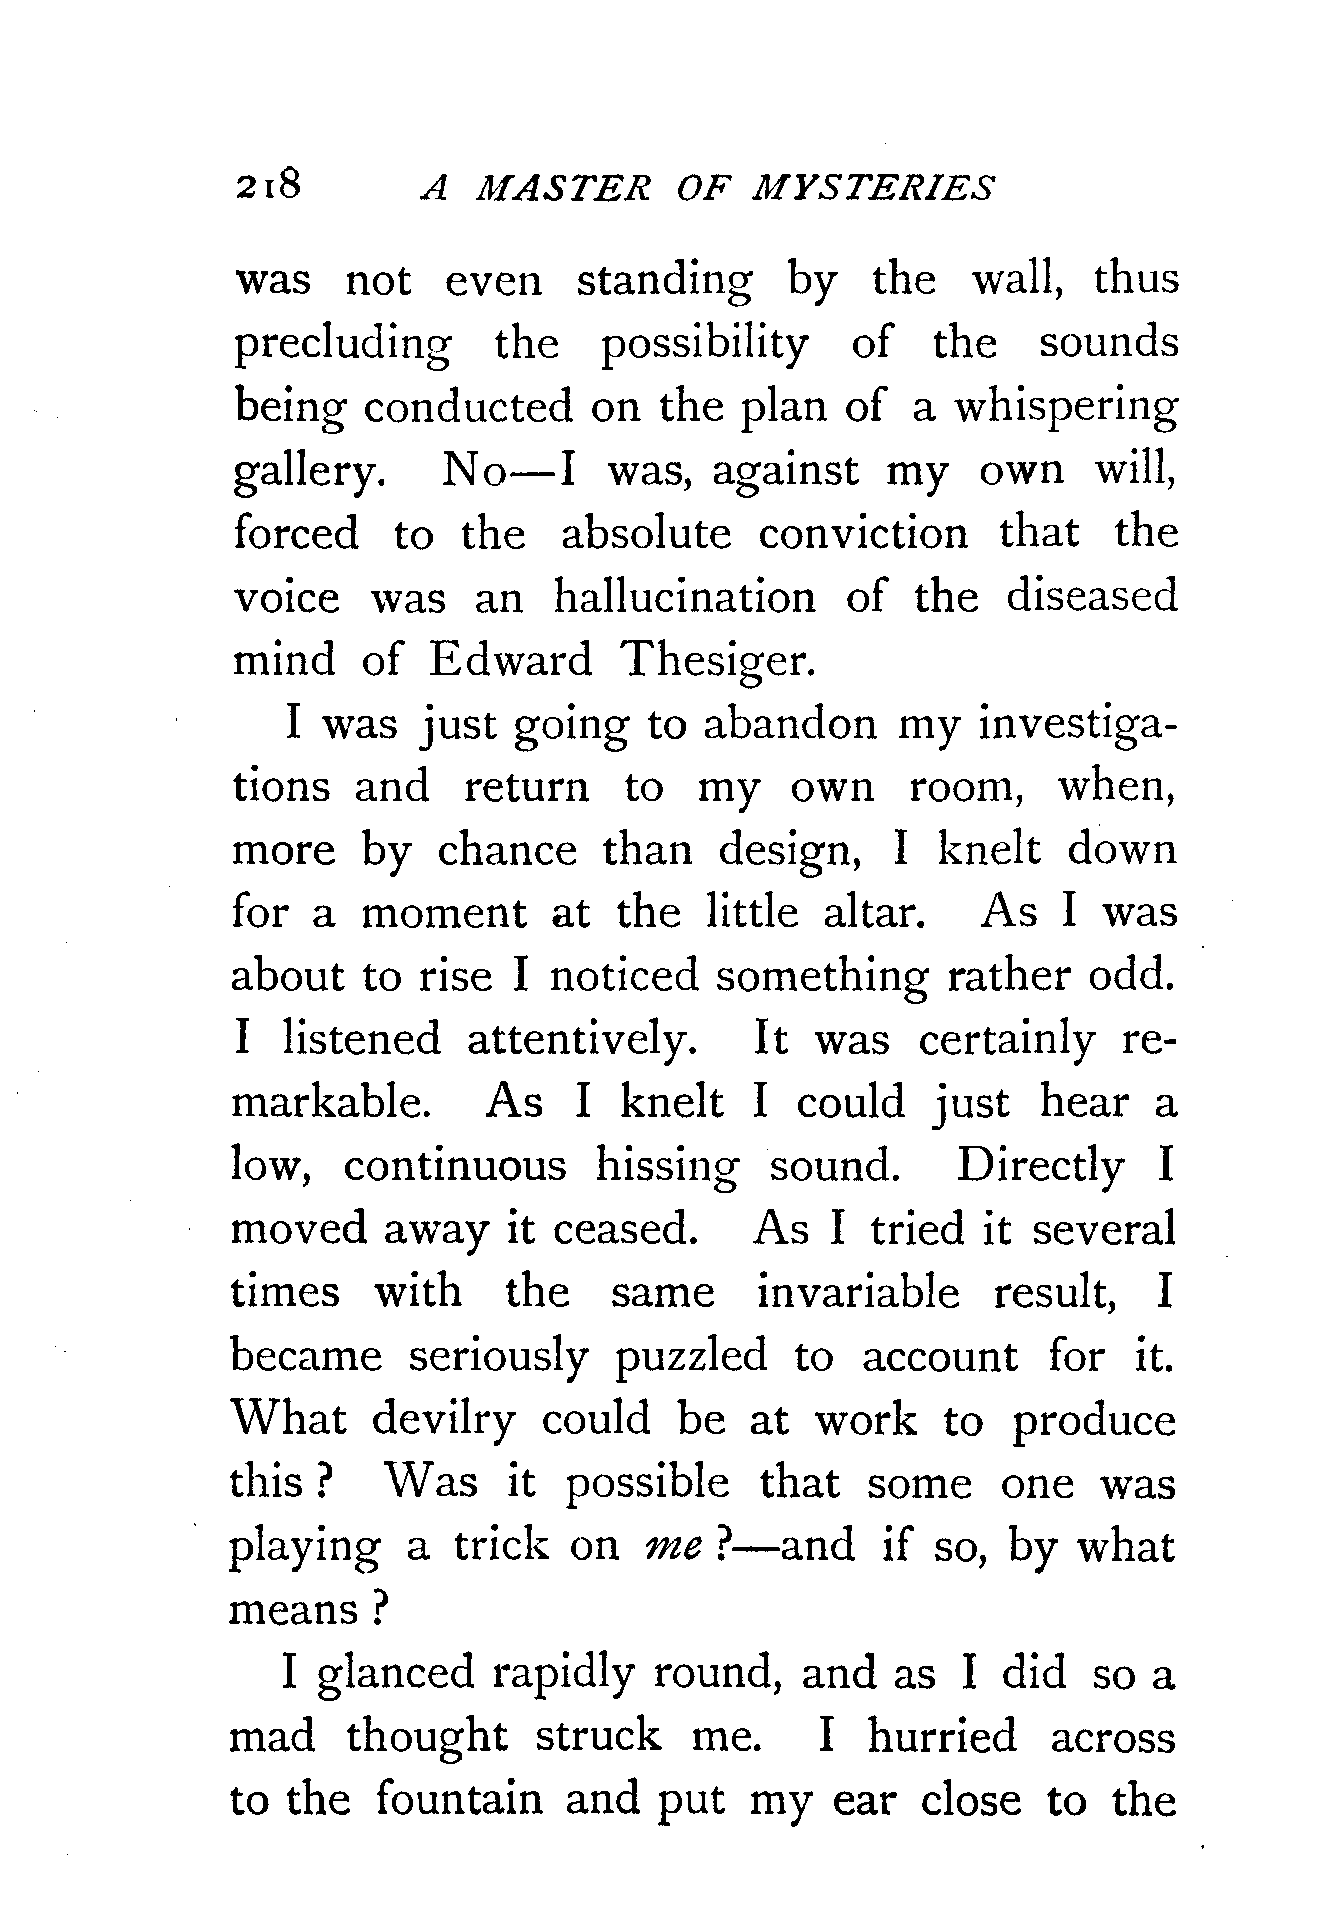 218 A MASTER OF MYSTERIES
was not even standing by the wall, thus
precluding the possibility of the sounds
being conducted on the plan of a whispering
gallery. No—I was, against my own will,
forced to the absolute conviction that the
voice was an hallucination of the diseased
mind of Edward Thesiger.
I was just going to abandon my investiga-
tions and return to my own room, when,
more by chance than design, I knelt down
for a moment at the little altar. As I was
about to rise I noticed something rather odd.
I listened attentively. It was certainly re-
markable. As I knelt I could just hear a
low, continuous hissing sound. Directly I
moved away it ceased. As I tried it several
times with the same invariable result, I
became seriously puzzled to account for it.
What devilry could be at work to produce
this ? Was it possible that some one was
playing a trick on me ?—and if so, by what
means ?
I glanced rapidly round, and as I did so a
mad thought struck me. I hurried across
to the fountain and put my ear close to the